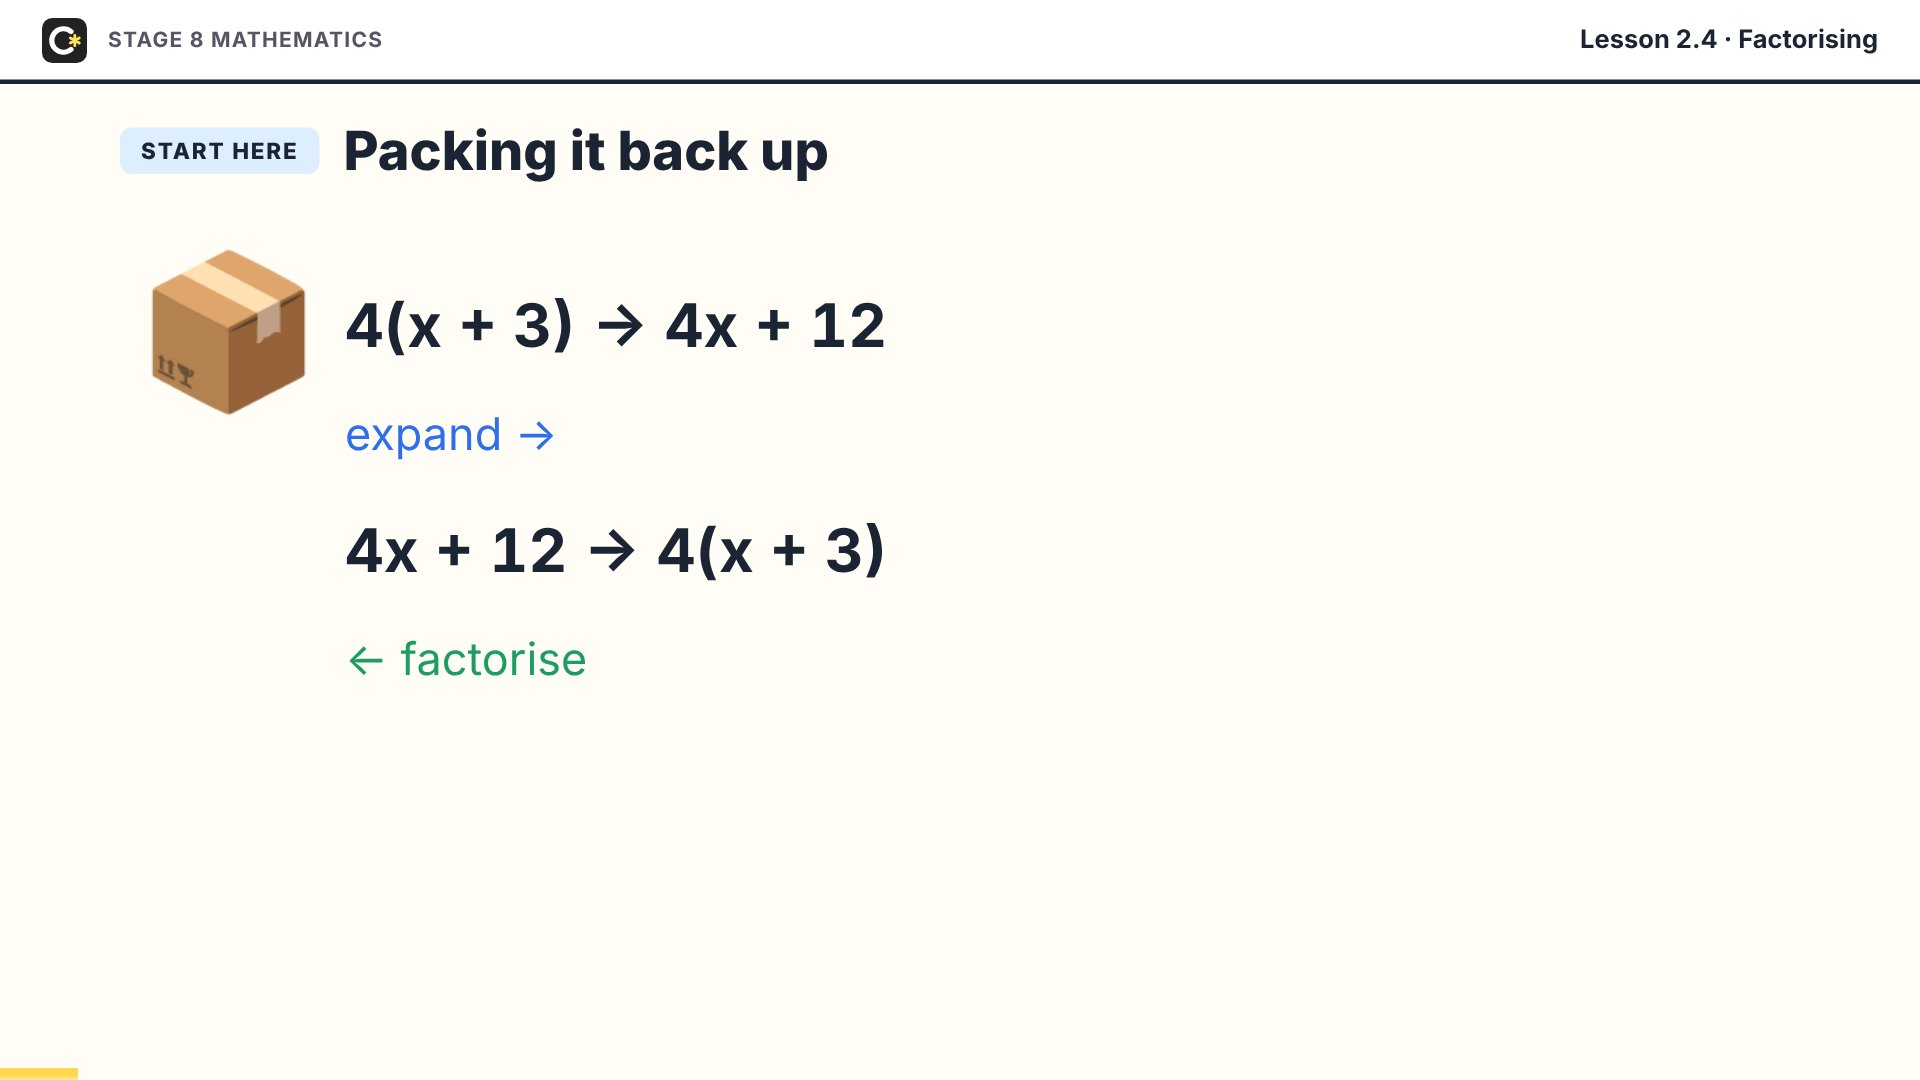 STAGE 8 MATHEMATICS
Lesson 2.4 · Factorising
START HERE
Packing it back up
4(x + 3) → 4x + 12
expand →
4x + 12 → 4(x + 3)
← factorise